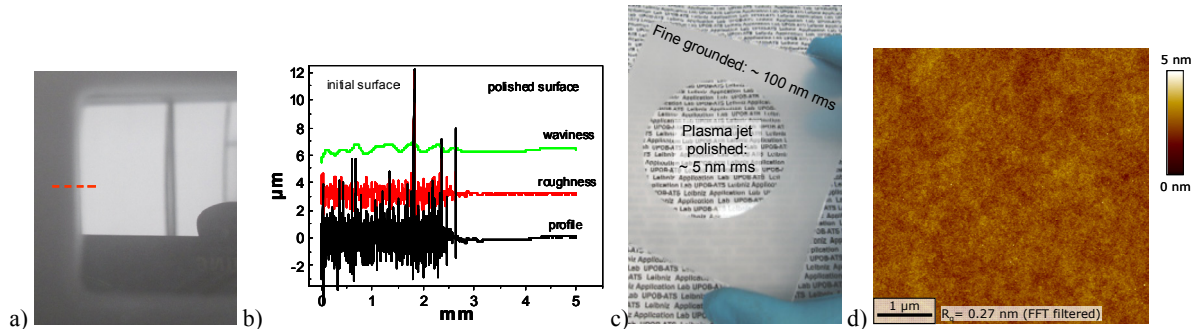 a)
b)
μm
12
10
8
6
4
2
0
-2
initial surface
polished surface
waviness
roughness
profile
0
1
2
3
4
5
mm
c)
Fine grounded: ~ 100 nm rms
Plasma jet
polished:
~ 5 nm rms
d)
5 nm
0 nm
1 µm
Rq= 0.27 nm (FFT filtered)